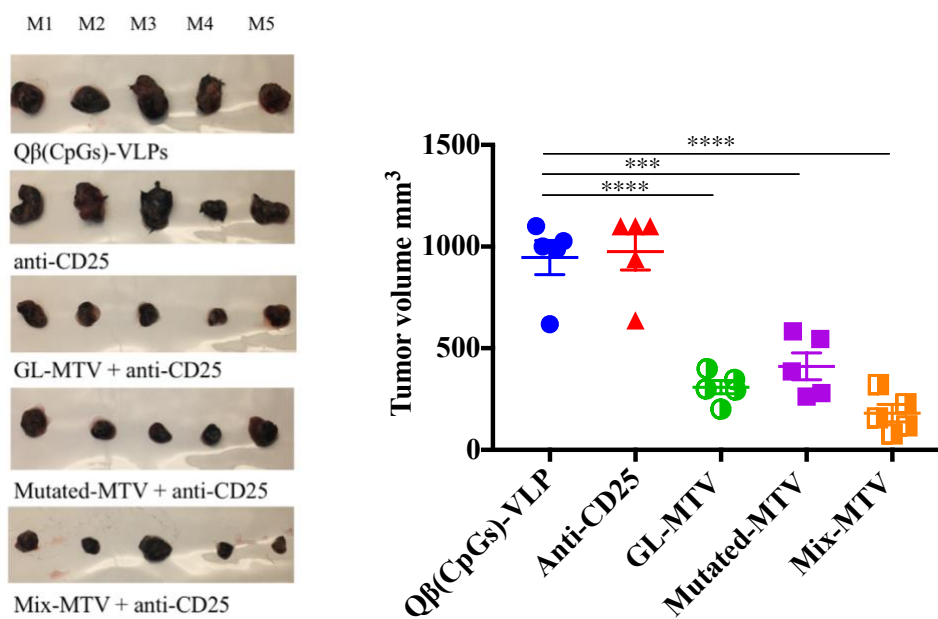 M1 M2 M3 M4 M5
Qβ(CpGs)-VLPs
anti-CD25
GL-MTV + anti-CD25
Mutated-MTV + anti-CD25
Mix-MTV + anti-CD25
Tumor volume mm³
1500
1000
500
0
****
***
****
Qβ(CpGs)-VLP
Anti-CD25
GL-MTV
Mutated-MTV
Mix-MTV